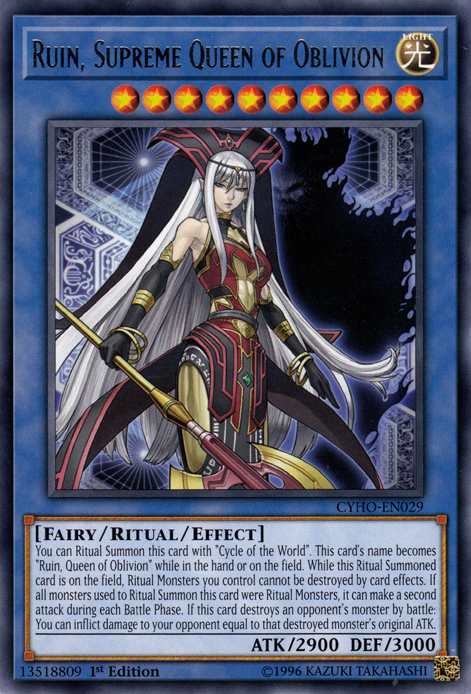 RUIN, SUPREME QUEEN OF OBLIVION
LIGHT
光
CYHO-EN029
[FAIRY/RITUAL/EFFECT]
You can Ritual Summon this card with "Cycle of the World". This card's name becomes
"Ruin, Queen of Oblivion" while in the hand or on the field. While this Ritual Summoned
card is on the field, Ritual Monsters you control cannot be destroyed by card effects. If
all monsters used to Ritual Summon this card were Ritual Monsters, it can make a second
attack during each Battle Phase. If this card destroys an opponent's monster by battle:
You can inflict damage to your opponent equal to that destroyed monster's original ATK.
ATK/2900 DEF/3000
13518809 1st Edition ©1996 KAZUKI TAKAHASHI